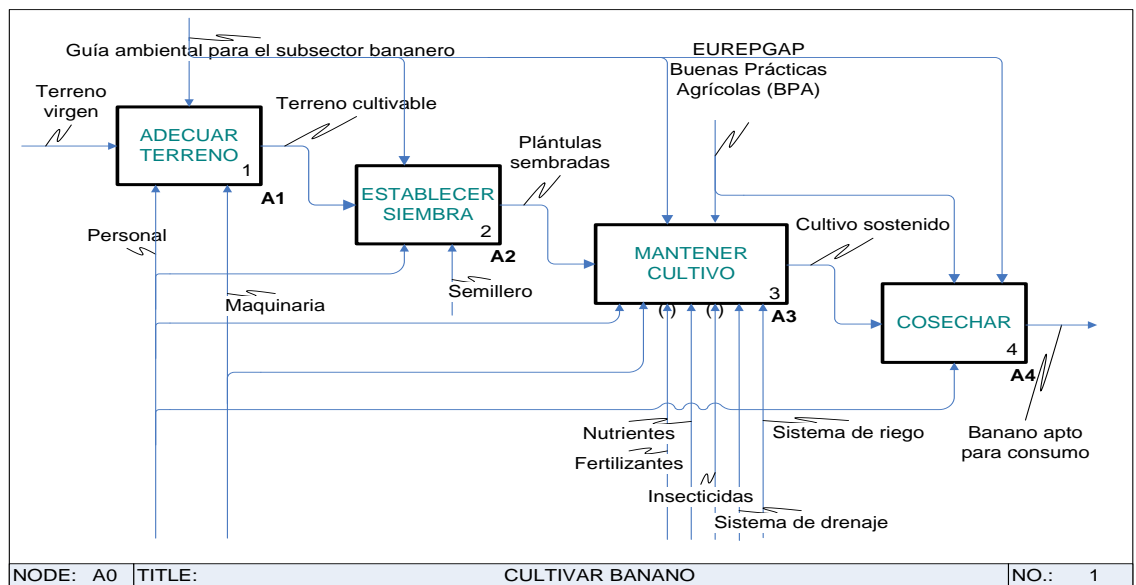 Guía ambiental para el subsector bananero
EUREPGAP
Buenas Prácticas
Agrícolas (BPA)
Terreno
virgen
Terreno cultivable
ADECUAR
TERRENO
1
A1
Plántulas
sembradas
ESTABLECER
SIEMBRA
2
A2
Personal
Maquinaria
Semillero
Cultivo sostenido
MANTENER
CULTIVO
3
A3
( )
( )
COSECHAR
4
A4
Nutrientes
Fertilizantes
Insecticidas
Sistema de drenaje
Sistema de riego
Banano apto
para consumo
NODE: A0 TITLE: CULTIVAR BANANO NO.: 1